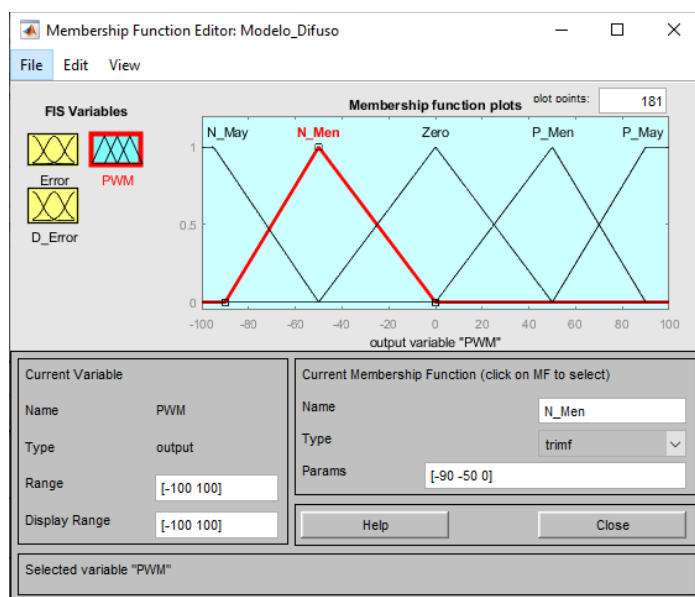 Membership Function Editor: Modelo_Difuso
File Edit View
FIS Variables
Membership function plots
plot points:
181
Error
PWM
D_Error
N_May
N_Men
Zero
P_Men
P_May
1
0.5
0
-100 -80 -60 -40 -20 0 20 40 60 80 100
output variable "PWM"
Current Variable
Name PWM
Type output
Range [-100 100]
Display Range [-100 100]
Current Membership Function (click on MF to select)
Name N_Men
Type trimf
Params [-90 -50 0]
Help Close
Selected variable "PWM"